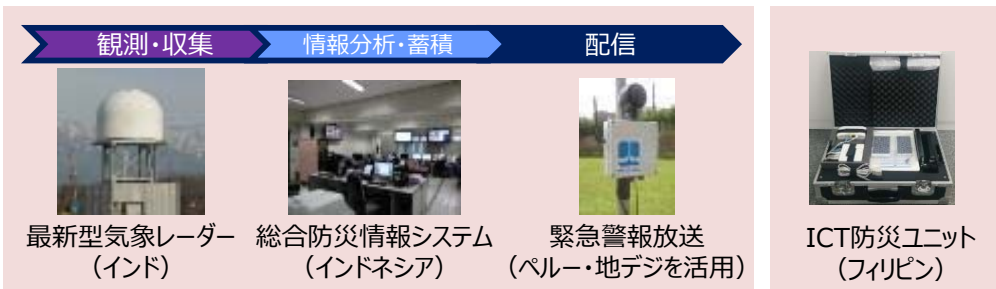 観測・収集
情報分析・蓄積
配信
最新型気象レーダー
（インド）
総合防災情報システム
（インドネシア）
緊急警報放送
（ペルー・地デジを活用）
ICT防災ユニット
（フィリピン）